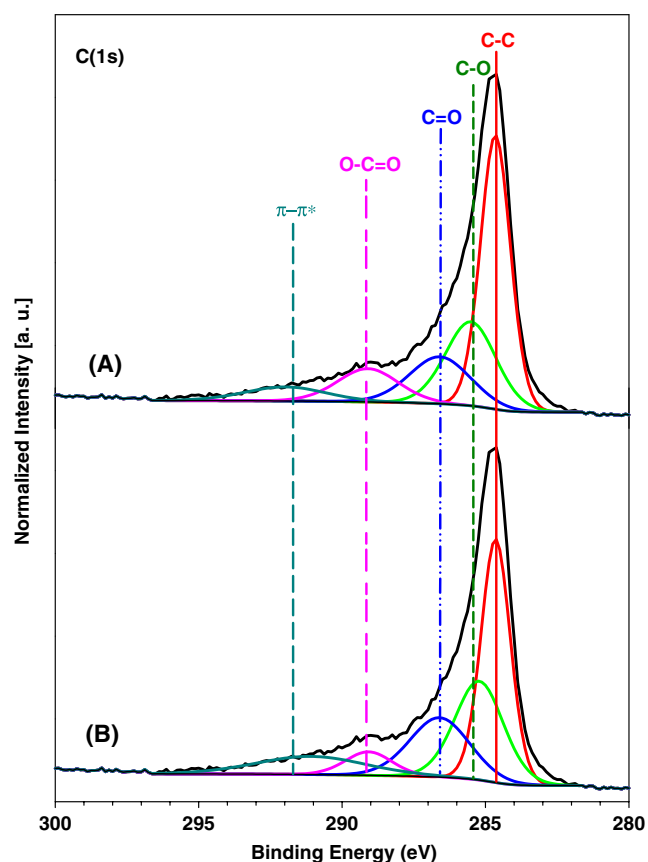 C(1s)
C-C
C-O
C=O
O-C=O
π–π*
(A)
(B)
Normalized Intensity [a. u.]
300
295
290
285
280
Binding Energy (eV)